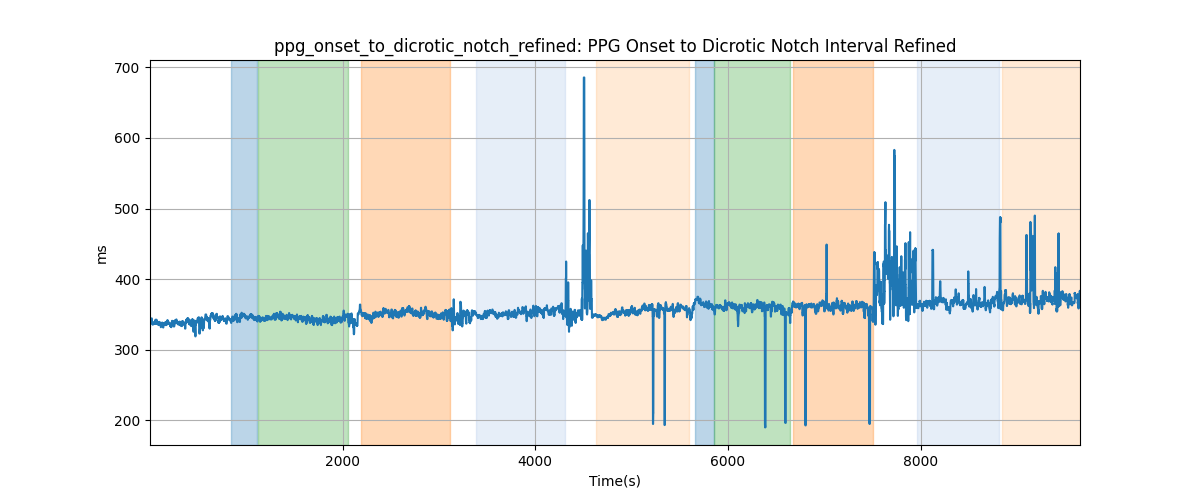 ppg_onset_to_dicrotic_notch_refined: PPG Onset to Dicrotic Notch Interval Refined
700
600
500
400
300
200
ms
2000 4000 6000 8000
Time(s)